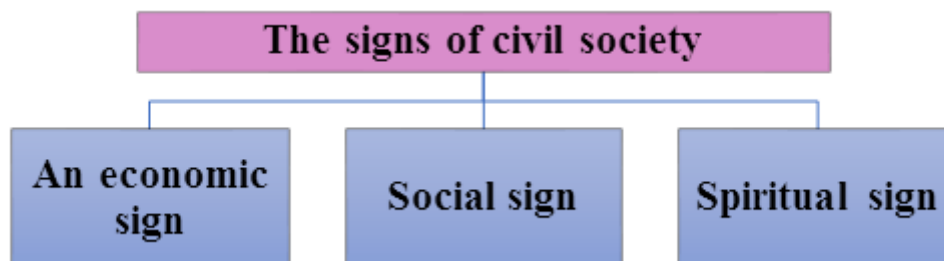 The signs of civil society
An economic
sign
Social sign
Spiritual sign